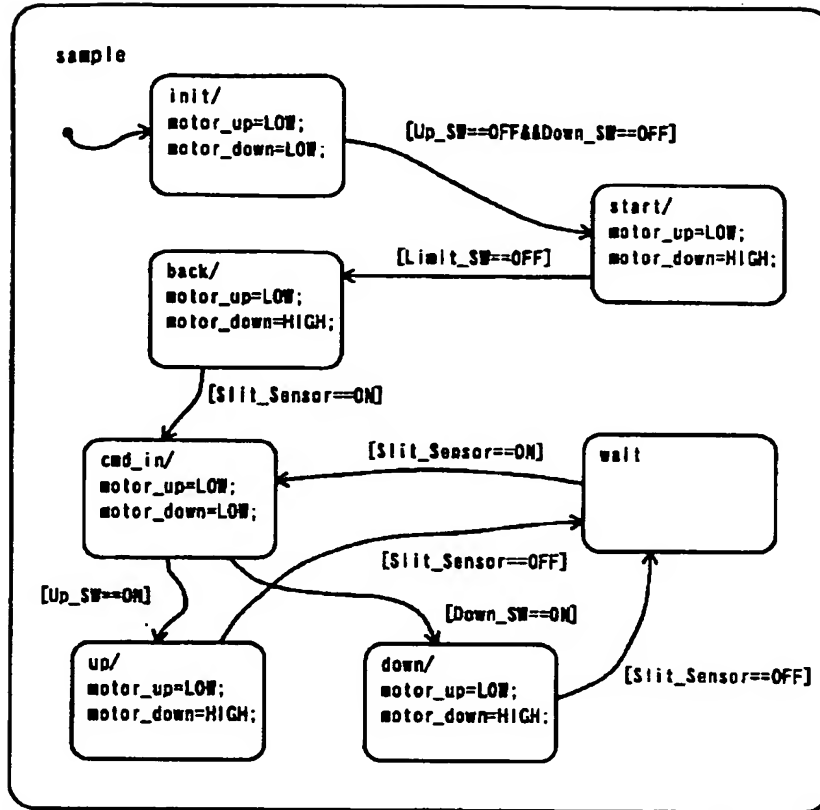 sample
init/
motor_up=LOW;
motor_down=LOW;
[Up_SW==OFF&&Down_SW==OFF]
start/
motor_up=LOW;
motor_down=HIGH;
[Limit_SW==OFF]
back/
motor_up=LOW;
motor_down=HIGH;
[Slit_Sensor==ON]
cmd_in/
motor_up=LOW;
motor_down=LOW;
[Slit_Sensor==ON]
wait
[Slit_Sensor==OFF]
[Up_SW==ON]
[Down_SW==ON]
up/
motor_up=LOW;
motor_down=HIGH;
down/
motor_up=LOW;
motor_down=HIGH;
[Slit_Sensor==OFF]